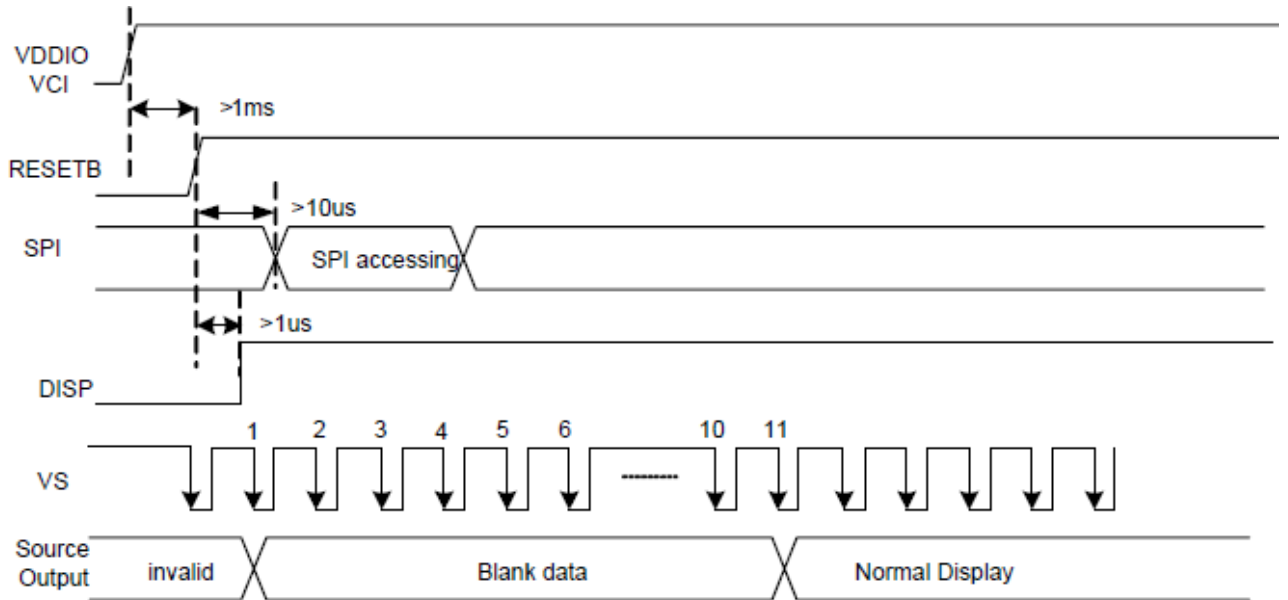 VDDIO
VCI
>1ms
RESETB
>10us
SPI
SPI accessing
>1us
DISP
1 2 3 4 5 6 10 11
VS
---------
Source
Output
invalid
Blank data
Normal Display